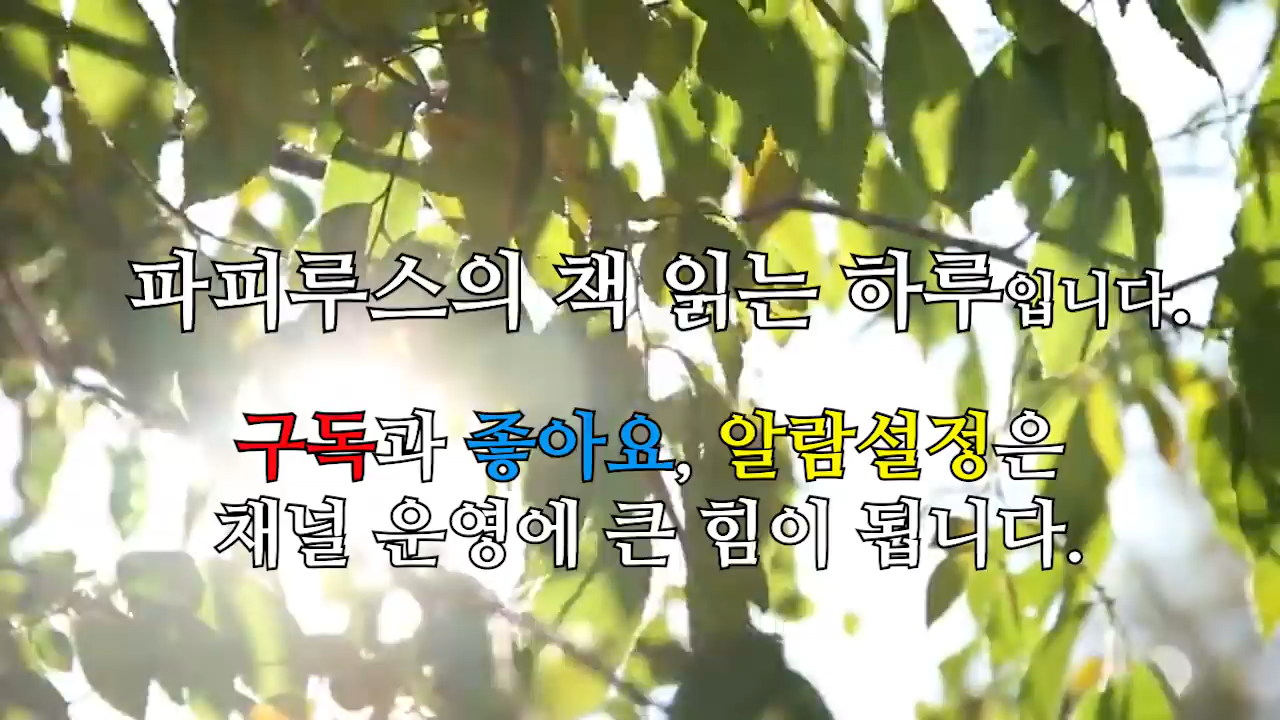 파피루스의 책 읽는 하루입니다.
구독과 좋아요, 알람설정은
채널 운영에 큰 힘이 됩니다.